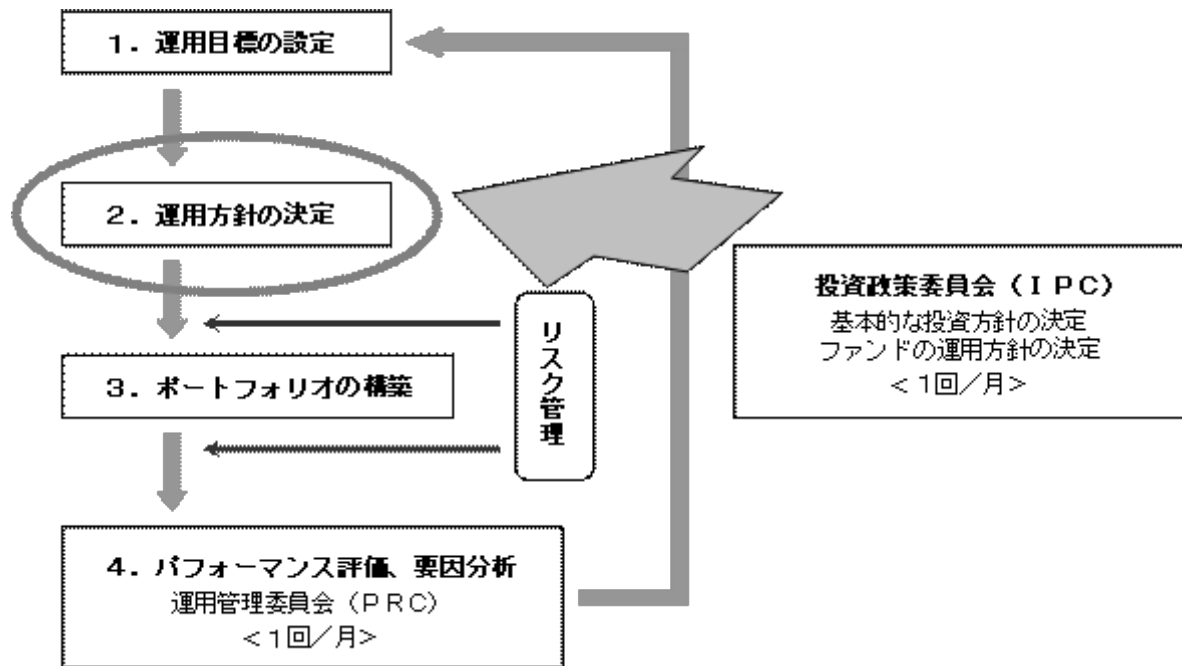 1．運用目標の設定
2．運用方針の決定
投資政策委員会（ＩＰＣ）
基本的な投資方針の決定
ファンドの運用方針の決定
＜1回／月＞
リスク管理
3．ポートフォリオの構築
4．パフォーマンス評価、要因分析
運用管理委員会（ＰＲＣ）
＜1回／月＞